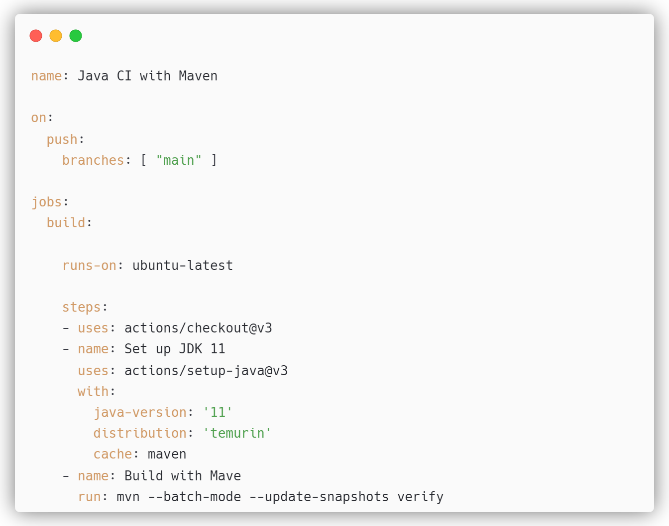 name: Java CI with Maven

on:
  push:
    branches: [ "main" ]

jobs:
  build:

    runs-on: ubuntu-latest

    steps:
    - uses: actions/checkout@v3
    - name: Set up JDK 11
      uses: actions/setup-java@v3
      with:
        java-version: '11'
        distribution: 'temurin'
        cache: maven
    - name: Build with Mave
      run: mvn --batch-mode --update-snapshots verify